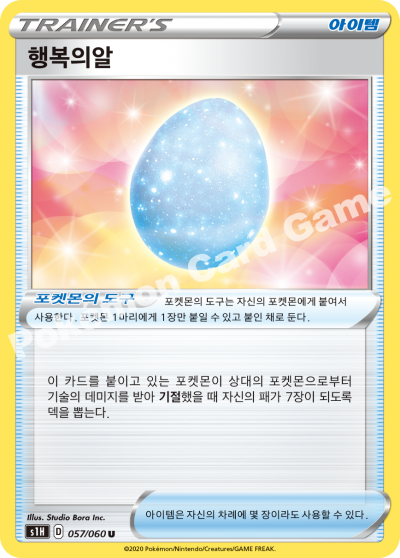 TRAINER'S 아이템
행복의알
포켓몬의 도구 포켓몬의 도구는 자신의 포켓몬에게 붙여서
사용한다. 포켓몬 1마리에게 1장만 붙일 수 있고 붙인 채로 둔다.
이 카드를 붙이고 있는 포켓몬이 상대의 포켓몬으로부터
기술의 데미지를 받아 기절했을 때 자신의 패가 7장이 되도록
덱을 뽑는다.
Pokémon Card Game
Illus. Studio Bora Inc.
s1H D 057/060 U
아이템은 자신의 차례에 몇 장이라도 사용할 수 있다.
©2020 Pokémon/Nintendo/Creatures/GAME FREAK.